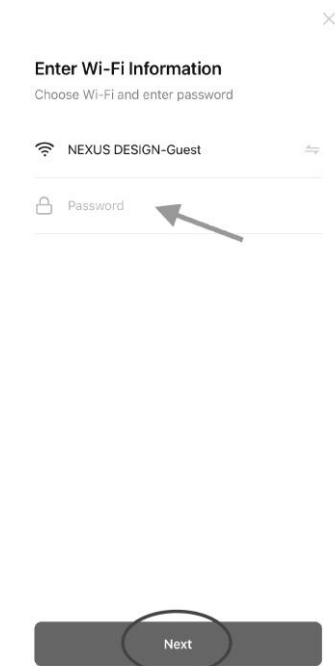 Enter Wi-Fi Information
Choose Wi-Fi and enter password
NEXUS DESIGN-Guest
Password
Next